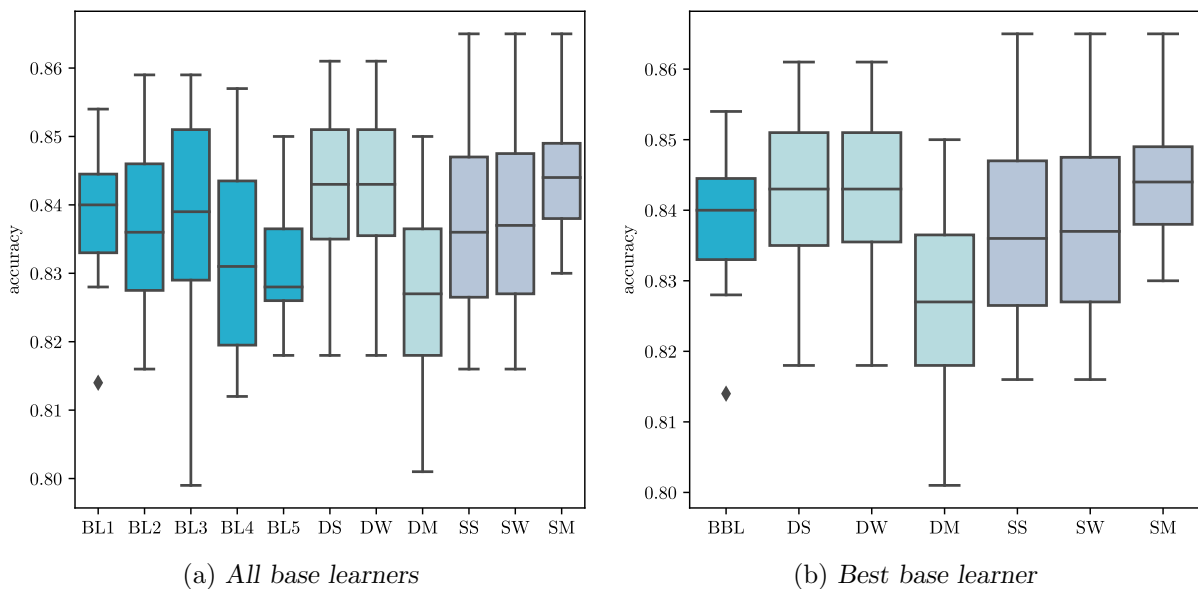 accuracy
0.86
0.85
0.84
0.83
0.82
0.81
0.80
BL1 BL2 BL3 BL4 BL5 DS DW DM SS SW SM
(a) All base learners
accuracy
0.86
0.85
0.84
0.83
0.82
0.81
0.80
BBL DS DW DM SS SW SM
(b) Best base learner